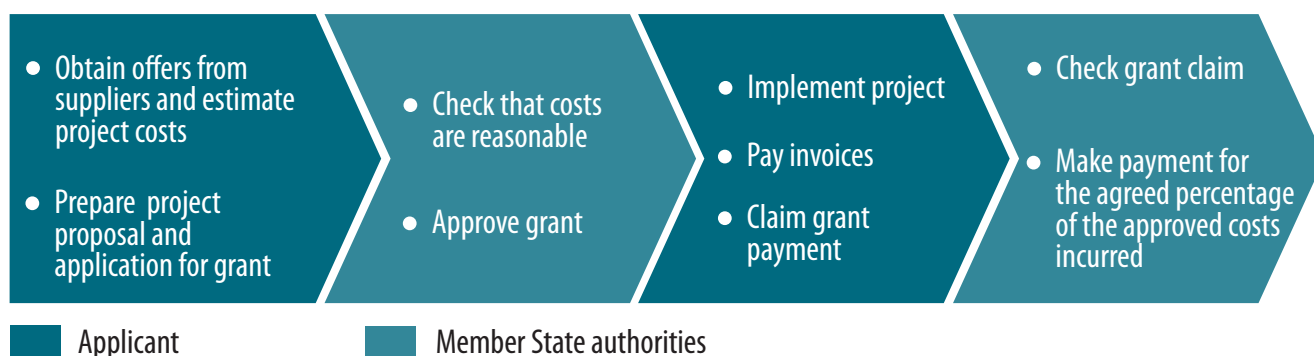 ● Obtain offers from
suppliers and estimate
project costs
● Prepare project
proposal and
application for grant
● Check that costs
are reasonable
● Approve grant
● Implement project
● Pay invoices
● Claim grant
payment
● Check grant claim
● Make payment for
the agreed percentage
of the approved costs
incurred
Applicant
Member State authorities